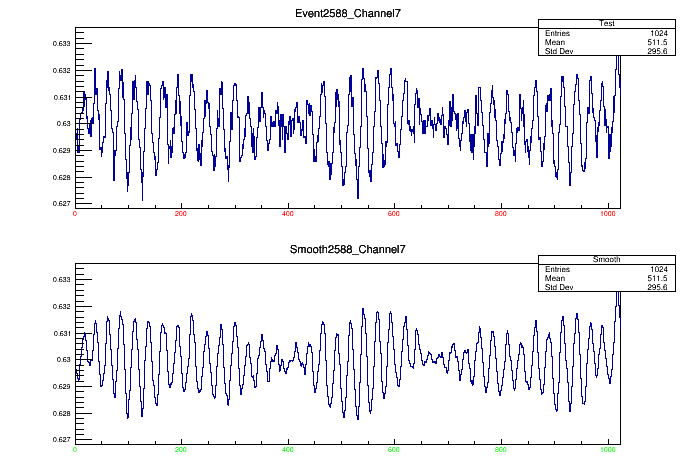 Event2588_Channel7
Test
Entries 1024
Mean 511.5
Std Dev 295.6
0.633
0.632
0.631
0.63
0.629
0.628
0.627
0 200 400 600 800 1000
Smooth2588_Channel7
Smooth
Entries 1024
Mean 511.5
Std Dev 295.6
0.633
0.632
0.631
0.63
0.629
0.628
0.627
0 200 400 600 800 1000